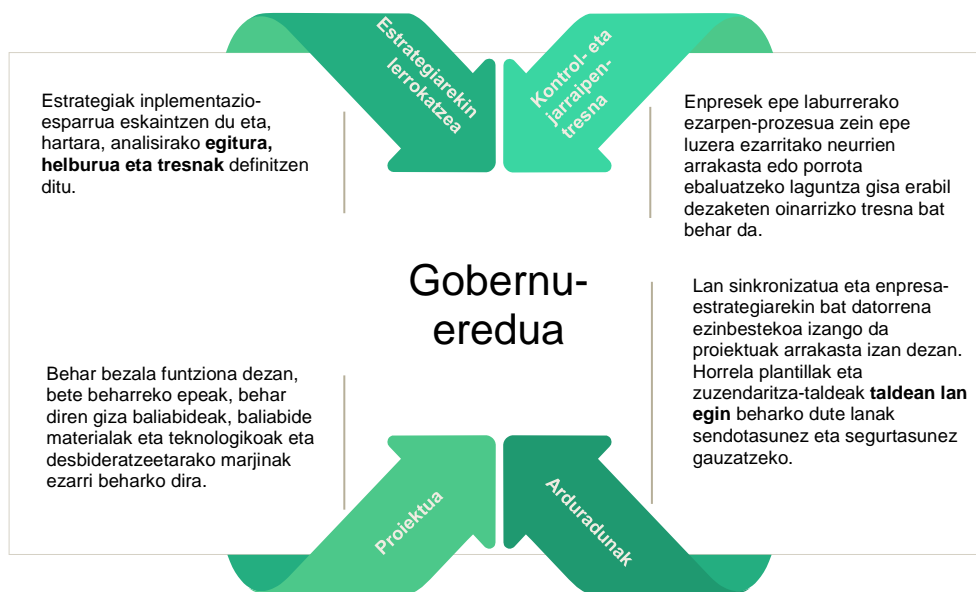 Estrategiarekin
lerrokatzea
Kontrol- eta
jarraipen-
tresna
Estrategiak inplementazio-
esparrua eskaintzen du eta,
hartara, analisirako egitura,
helburua eta tresnak definitzen
ditu.
Enpresek epe laburrerako
ezarpen-prozesua zein epe
luzera ezarritako neurrien
arrakasta edo porrota
ebaluatzeko laguntza gisa erabil
dezaketen oinarrizko tresna bat
behar da.
Gobernu-
eredua
Behar bezala funtziona dezan,
bete beharreko epeak, behar
diren giza baliabideak, baliabide
materialak eta teknologikoak eta
desbideratzeetarako marjinak
ezarri beharko dira.
Lan sinkronizatua eta enpresa-
estrategiarekin bat datorrena
ezinbestekoa izango da
proiektuak arrakasta izan dezan.
Horrela plantillak eta
zuzendaritza-taldeak taldean lan
egin beharko dute lanak
sendotasunez eta segurtasunez
gauzatzeko.
Proiektua
Arduradunak